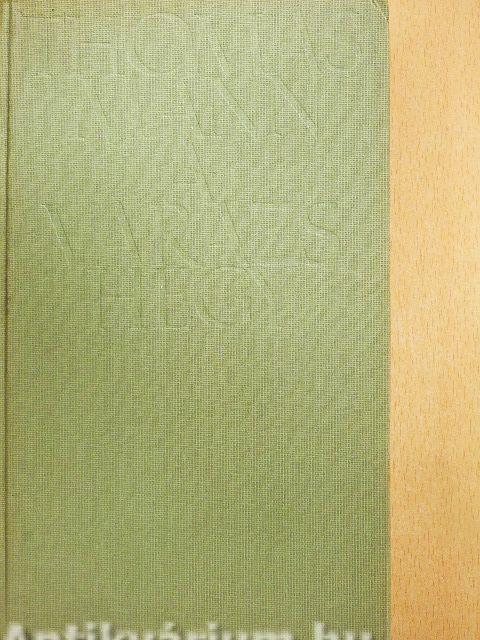 THOMAS
MANN
A
VARÁZS
HEGY
Antikvárium.hu